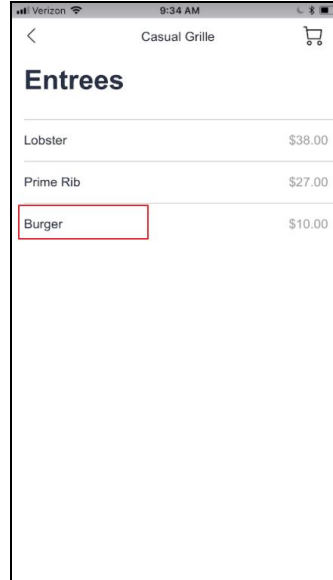 Verizon 9:34 AM
Casual Grille
Entrees
Lobster $38.00
Prime Rib $27.00
Burger $10.00